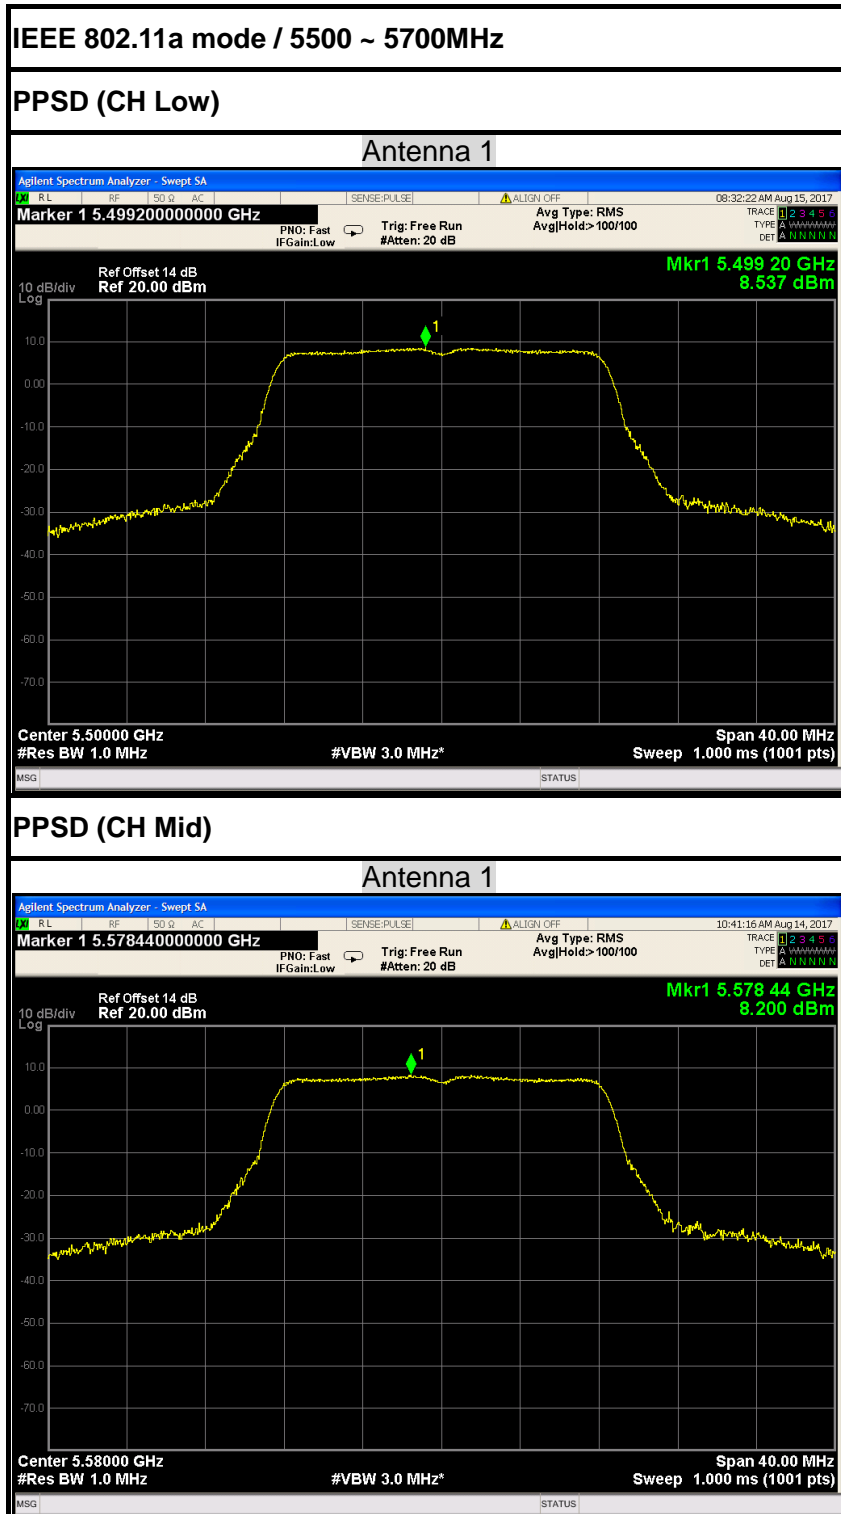 IEEE 802.11a mode / 5500 ~ 5700MHz
PPSD (CH Low)
Antenna 1
Agilent Spectrum Analyzer - Swept SA
LXI RL RF 50 Ω AC SENSE:PULSE ALIGN OFF 08:32:22 AM Aug 15, 2017
Marker 1 5.499200000000 GHz
PNO: Fast
IFGain:Low
Trig: Free Run
#Atten: 20 dB
Avg Type: RMS
Avg|Hold:>100/100
TRACE 1 2 3 4 5 6
TYPE A WWWWW
DET A N N N N N
Mkr1 5.499 20 GHz
8.537 dBm
Ref Offset 14 dB
10 dB/div Ref 20.00 dBm
Log
1
10.0
0.00
-10.0
-20.0
-30.0
-40.0
-50.0
-60.0
-70.0
Center 5.50000 GHz Span 40.00 MHz
#Res BW 1.0 MHz #VBW 3.0 MHz* Sweep 1.000 ms (1001 pts)
MSG STATUS
PPSD (CH Mid)
Antenna 1
Agilent Spectrum Analyzer - Swept SA
LXI RL RF 50 Ω AC SENSE:PULSE ALIGN OFF 10:41:16 AM Aug 14, 2017
Marker 1 5.578440000000 GHz
PNO: Fast
IFGain:Low
Trig: Free Run
#Atten: 20 dB
Avg Type: RMS
Avg|Hold:>100/100
TRACE 1 2 3 4 5 6
TYPE A WWWWW
DET A N N N N N
Mkr1 5.578 44 GHz
8.200 dBm
Ref Offset 14 dB
10 dB/div Ref 20.00 dBm
Log
1
10.0
0.00
-10.0
-20.0
-30.0
-40.0
-50.0
-60.0
-70.0
Center 5.58000 GHz Span 40.00 MHz
#Res BW 1.0 MHz #VBW 3.0 MHz* Sweep 1.000 ms (1001 pts)
MSG STATUS